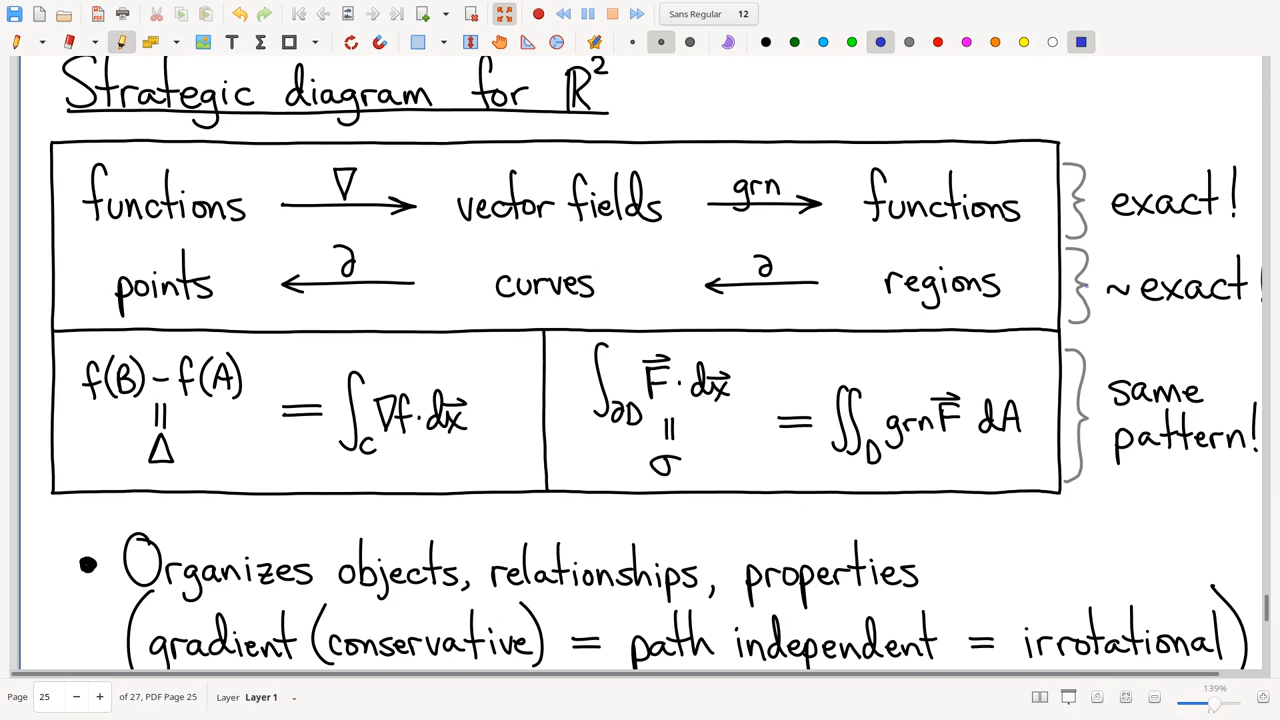 Sans Regular 12
Strategic diagram for ℝ²
functions ∇→ vector fields grn→ functions } exact!
points ←∂ curves ←∂ regions } ~exact!
f(B) − f(A) = ∫_C ∇f · dx⃗
=
Δ
∫_∂D F⃗ · dx⃗ = ∬_D grn F⃗ dA
=
σ
} same
pattern!
• Organizes objects, relationships, properties
(gradient (conservative) = path independent = irrotational)
Page 25 − + of 27, PDF Page 25 Layer Layer 1 139%